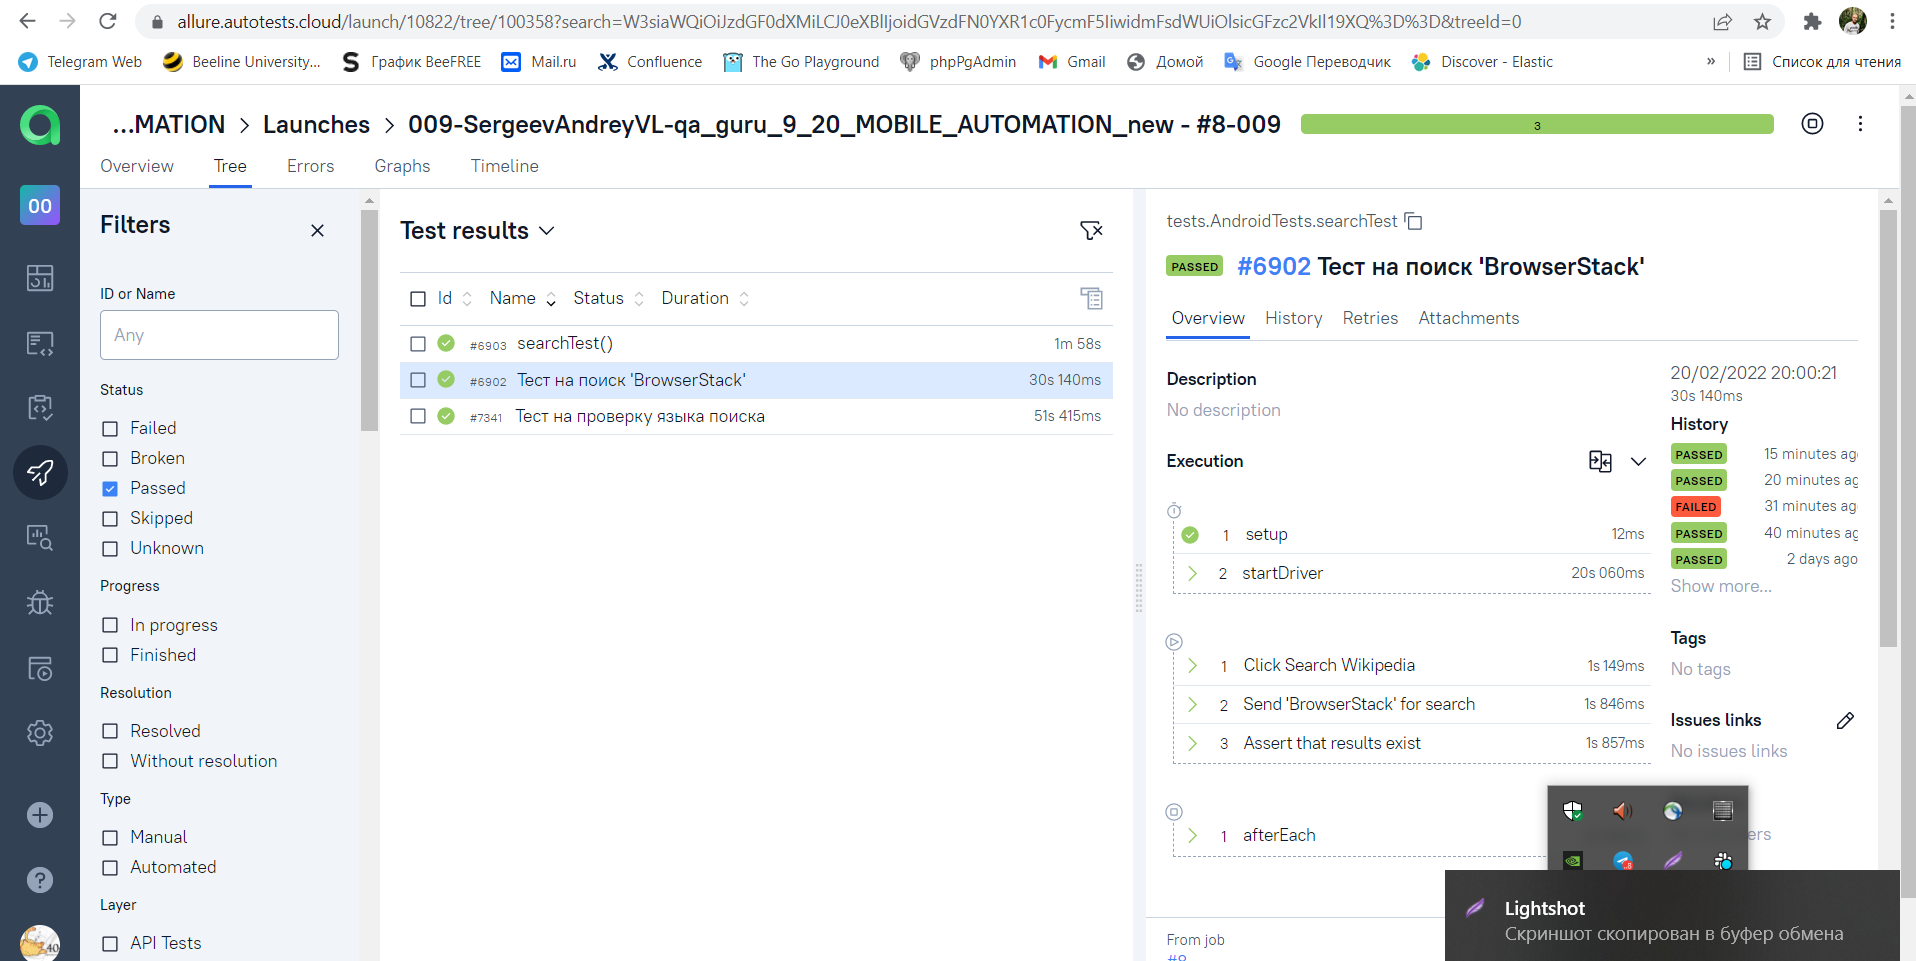 allure.autotests.cloud/launch/10822/tree/100358?search=W3siaWQiOiJzdGF0dXMiLCJ0eXBlIjoidGVzdFN0YXR1c0FycmF5IiwidmFsdWUiOlsicGFzc2VkIl19XQ%3D%3D&treeId=0
Telegram Web
Beeline University...
График BeeFREE
Mail.ru
Confluence
The Go Playground
phpPgAdmin
Gmail
Домой
Google Переводчик
Discover - Elastic
»
Список для чтения
...MATION > Launches > 009-SergeevAndreyVL-qa_guru_9_20_MOBILE_AUTOMATION_new - #8-009
3
Overview
Tree
Errors
Graphs
Timeline
00
Filters
ID or Name
Any
Status
Failed
Broken
Passed
Skipped
Unknown
Progress
In progress
Finished
Resolution
Resolved
Without resolution
Type
Manual
Automated
Layer
API Tests
Test results
Id
Name
Status
Duration
#6903 searchTest() 1m 58s
#6902 Тест на поиск 'BrowserStack' 30s 140ms
#7341 Тест на проверку языка поиска 51s 415ms
tests.AndroidTests.searchTest
PASSED #6902 Тест на поиск 'BrowserStack'
Overview
History
Retries
Attachments
Description
No description
Execution
1 setup 12ms
2 startDriver 20s 060ms
1 Click Search Wikipedia 1s 149ms
2 Send 'BrowserStack' for search 1s 846ms
3 Assert that results exist 1s 857ms
1 afterEach
From job
#8
20/02/2022 20:00:21
30s 140ms
History
PASSED 15 minutes ag
PASSED 20 minutes ag
FAILED 31 minutes ag
PASSED 40 minutes ag
PASSED 2 days ago
Show more...
Tags
No tags
Issues links
No issues links
ers
Lightshot
Скриншот скопирован в буфер обмена